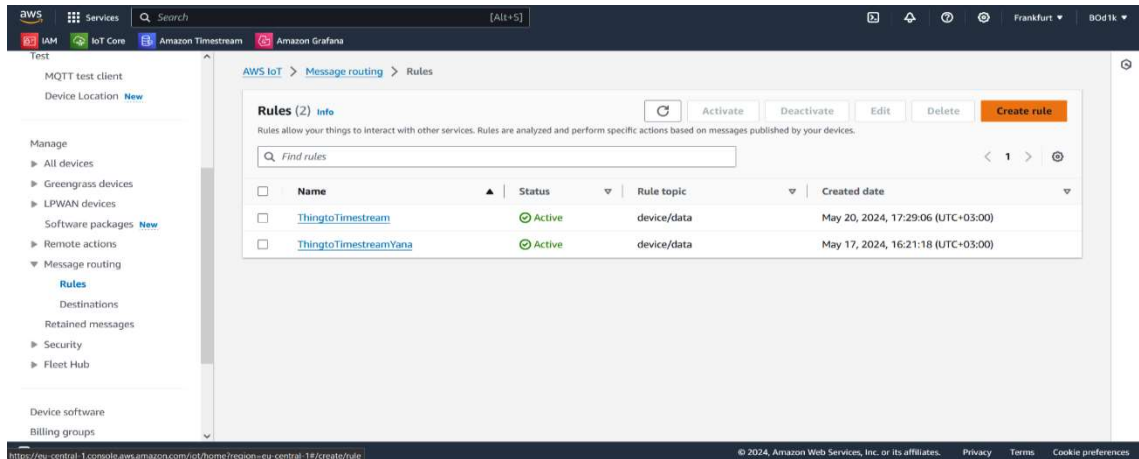 aws Services Search [Alt+S] Frankfurt BOd1k
IAM IoT Core Amazon Timestream Amazon Grafana
Test
MQTT test client
Device Location New
Manage
All devices
Greengrass devices
LPWAN devices
Software packages New
Remote actions
Message routing
Rules
Destinations
Retained messages
Security
Fleet Hub
Device software
Billing groups
AWS IoT > Message routing > Rules
Rules (2) Info Activate Deactivate Edit Delete Create rule
Rules allow your things to interact with other services. Rules are analyzed and perform specific actions based on messages published by your devices.
Find rules < 1 >
Name Status Rule topic Created date
ThingtoTimestream Active device/data May 20, 2024, 17:29:06 (UTC+03:00)
ThingtoTimestreamYana Active device/data May 17, 2024, 16:21:18 (UTC+03:00)
https://eu-central-1.console.aws.amazon.com/iot/home?region=eu-central-1#/create/rule © 2024, Amazon Web Services, Inc. or its affiliates. Privacy Terms Cookie preferences